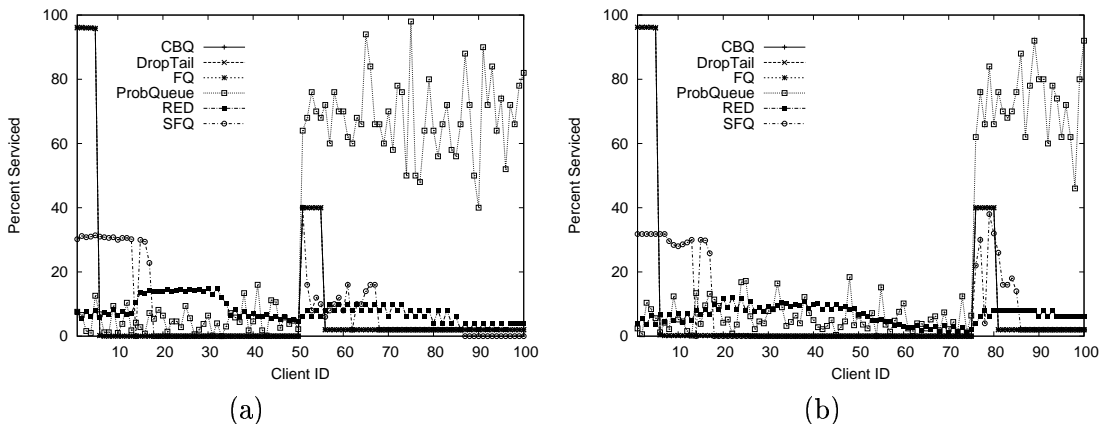 100
80
60
40
20
0
Percent Serviced
CBQ
DropTail
FQ
ProbQueue
RED
SFQ
10 20 30 40 50 60 70 80 90 100
Client ID
(a)
100
80
60
40
20
0
Percent Serviced
CBQ
DropTail
FQ
ProbQueue
RED
SFQ
10 20 30 40 50 60 70 80 90 100
Client ID
(b)